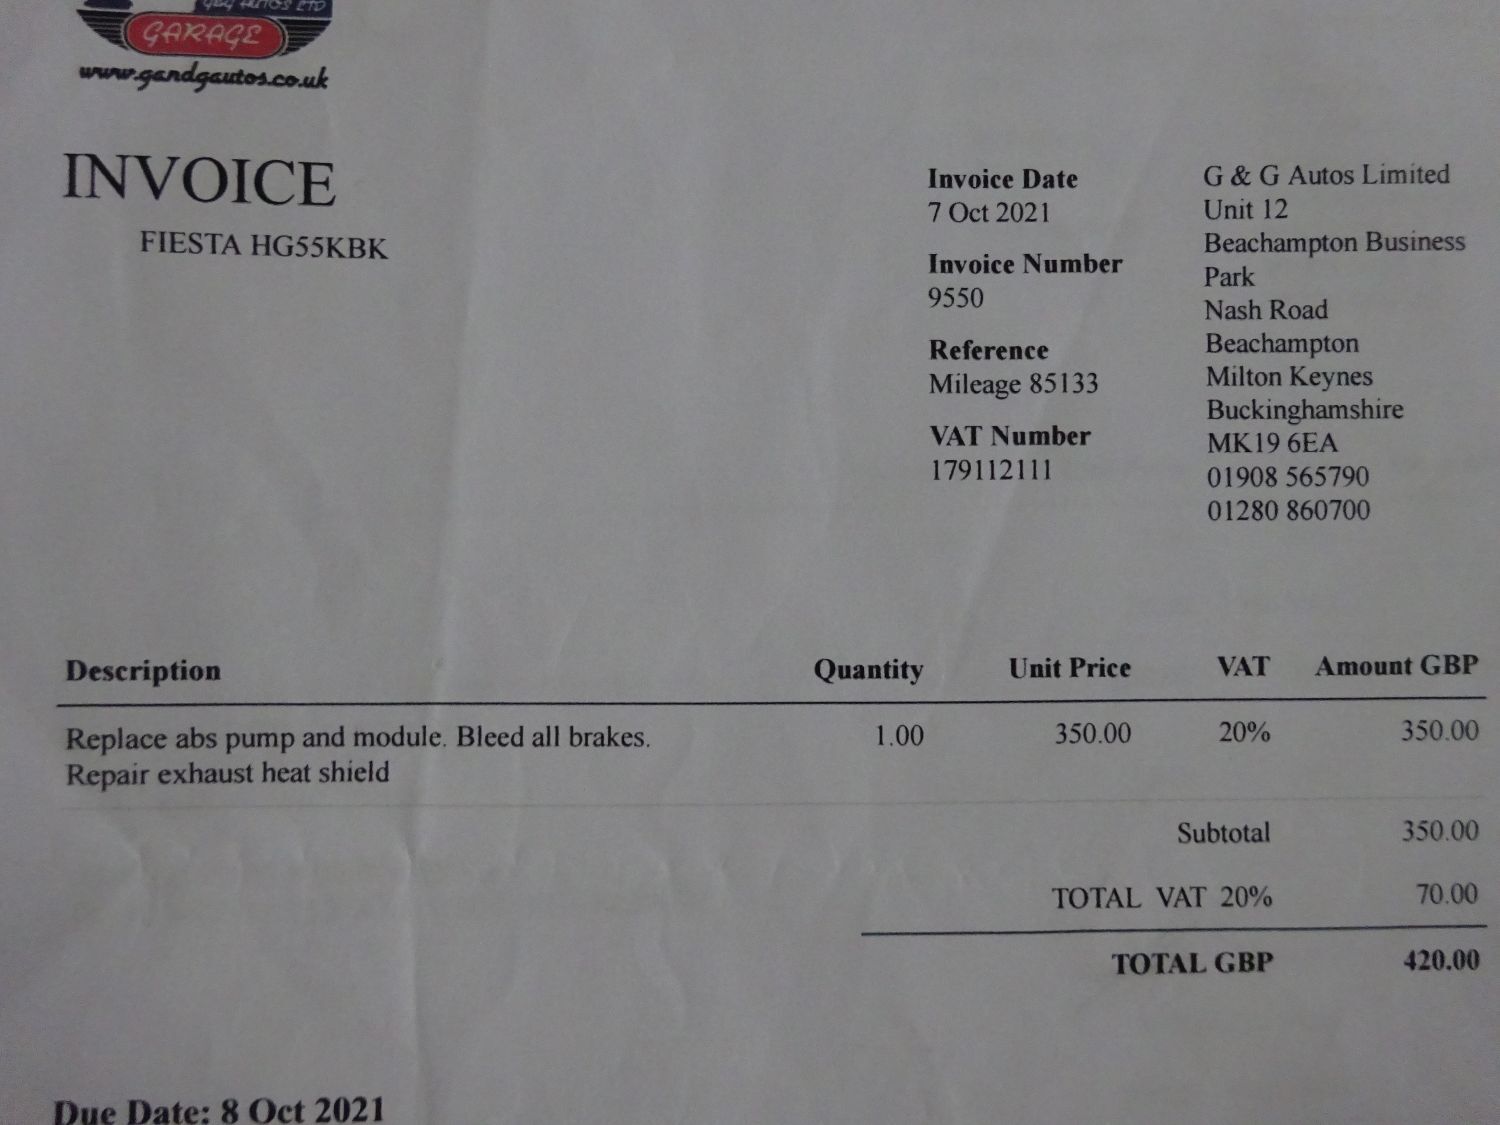 G&G AUTOS LTD
GARAGE
www.gandgautos.co.uk
INVOICE
FIESTA HG55KBK
Invoice Date
7 Oct 2021
Invoice Number
9550
Reference
Mileage 85133
VAT Number
179112111
G & G Autos Limited
Unit 12
Beachampton Business
Park
Nash Road
Beachampton
Milton Keynes
Buckinghamshire
MK19 6EA
01908 565790
01280 860700
Description Quantity Unit Price VAT Amount GBP
Replace abs pump and module. Bleed all brakes. 1.00 350.00 20% 350.00
Repair exhaust heat shield
Subtotal 350.00
TOTAL VAT 20% 70.00
TOTAL GBP 420.00
Due Date: 8 Oct 2021